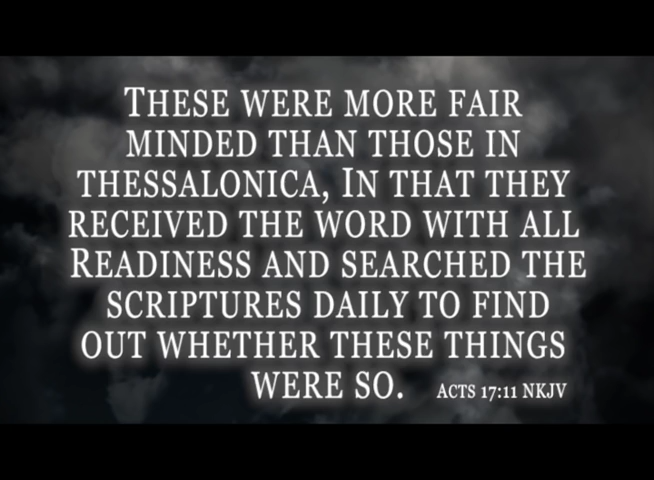 THESE WERE MORE FAIR
MINDED THAN THOSE IN
THESSALONICA, IN THAT THEY
RECEIVED THE WORD WITH ALL
READINESS AND SEARCHED THE
SCRIPTURES DAILY TO FIND
OUT WHETHER THESE THINGS
WERE SO. ACTS 17:11 NKJV